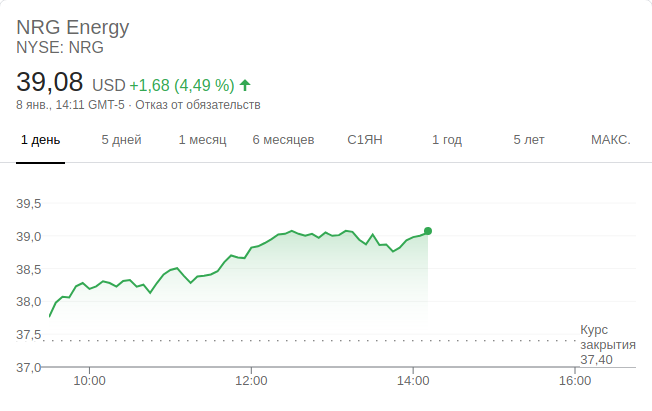 NRG Energy
NYSE: NRG
39,08 USD +1,68 (4,49 %)
8 янв., 14:11 GMT-5 · Отказ от обязательств
1 день 5 дней 1 месяц 6 месяцев С1ЯН 1 год 5 лет МАКС.
39,5
39,0
38,5
38,0
37,5
Курс
закрытия
37,40
37,0
10:00 12:00 14:00 16:00